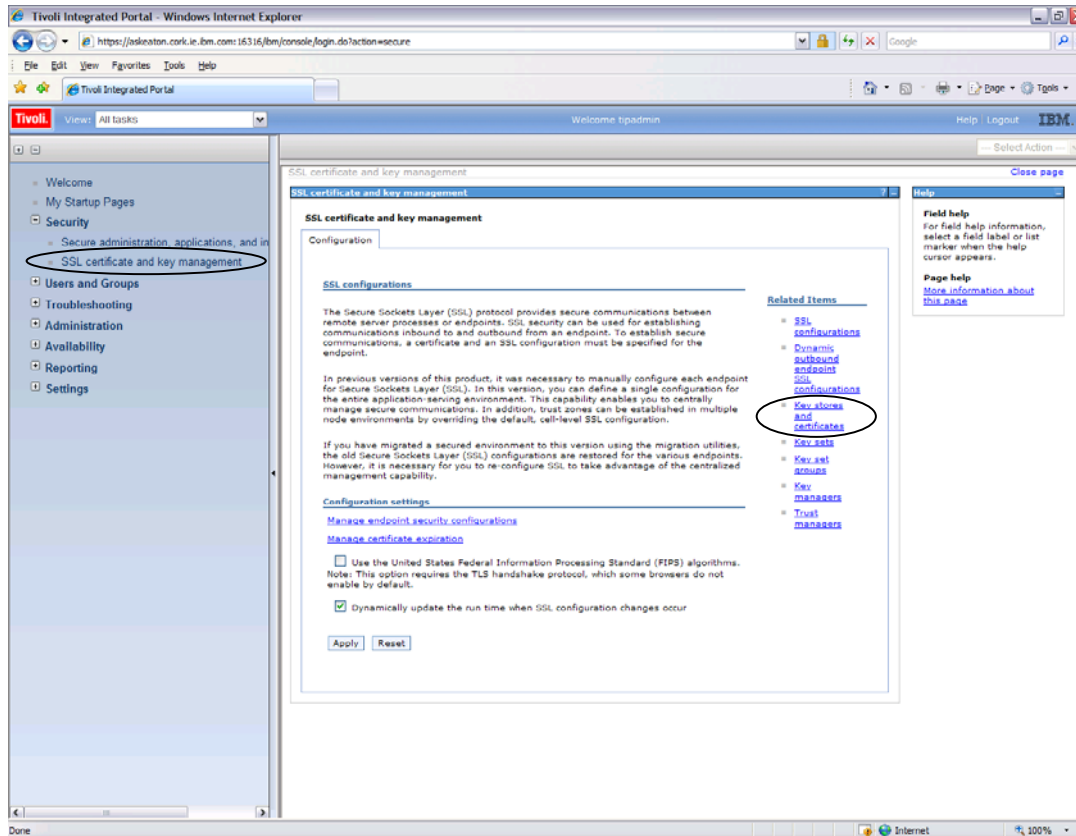 Tivoli Integrated Portal - Windows Internet Explorer
https://askeaton.cork.ie.ibm.com:16316/ibm/console/login.do?action=secure
Google
File Edit View Favorites Tools Help
Tivoli Integrated Portal
Page Tools
Tivoli. View: All tasks Welcome tipadmin Help Logout IBM.
--- Select Action ---
SSL certificate and key management Close page
Welcome
My Startup Pages
Security
Secure administration, applications, and in
SSL certificate and key management
Users and Groups
Troubleshooting
Administration
Availability
Reporting
Settings
SSL certificate and key management ?
SSL certificate and key management
Configuration
SSL configurations
The Secure Sockets Layer (SSL) protocol provides secure communications between
remote server processes or endpoints. SSL security can be used for establishing
communications inbound to and outbound from an endpoint. To establish secure
communications, a certificate and an SSL configuration must be specified for the
endpoint.
In previous versions of this product, it was necessary to manually configure each endpoint
for Secure Sockets Layer (SSL). In this version, you can define a single configuration for
the entire application-serving environment. This capability enables you to centrally
manage secure communications. In addition, trust zones can be established in multiple
node environments by overriding the default, cell-level SSL configuration.
If you have migrated a secured environment to this version using the migration utilities,
the old Secure Sockets Layer (SSL) configurations are restored for the various endpoints.
However, it is necessary for you to re-configure SSL to take advantage of the centralized
management capability.
Configuration settings
Manage endpoint security configurations
Manage certificate expiration
Use the United States Federal Information Processing Standard (FIPS) algorithms.
Note: This option requires the TLS handshake protocol, which some browsers do not
enable by default.
Dynamically update the run time when SSL configuration changes occur
Apply Reset
Related Items
SSL
configurations
Dynamic
outbound
endpoint
SSL
configurations
Key stores
and
certificates
Key sets
Key set
groups
Key
managers
Trust
managers
Help
Field help
For field help information,
select a field label or list
marker when the help
cursor appears.
Page help
More information about
this page
Done Internet 100%